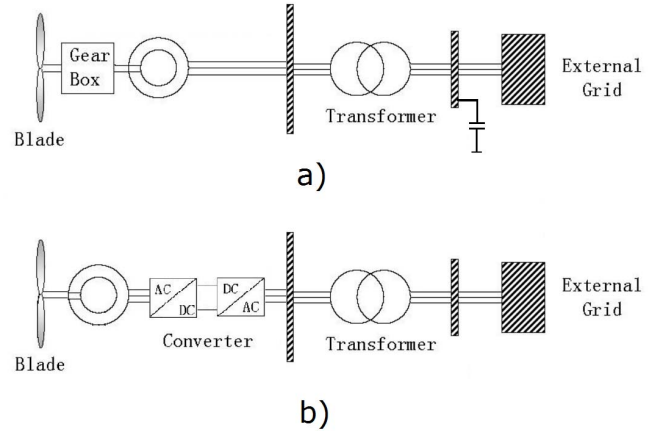 Gear
Box
Blade
Transformer
External
Grid
a)
AC
DC
DC
AC
Converter
Blade
Transformer
External
Grid
b)